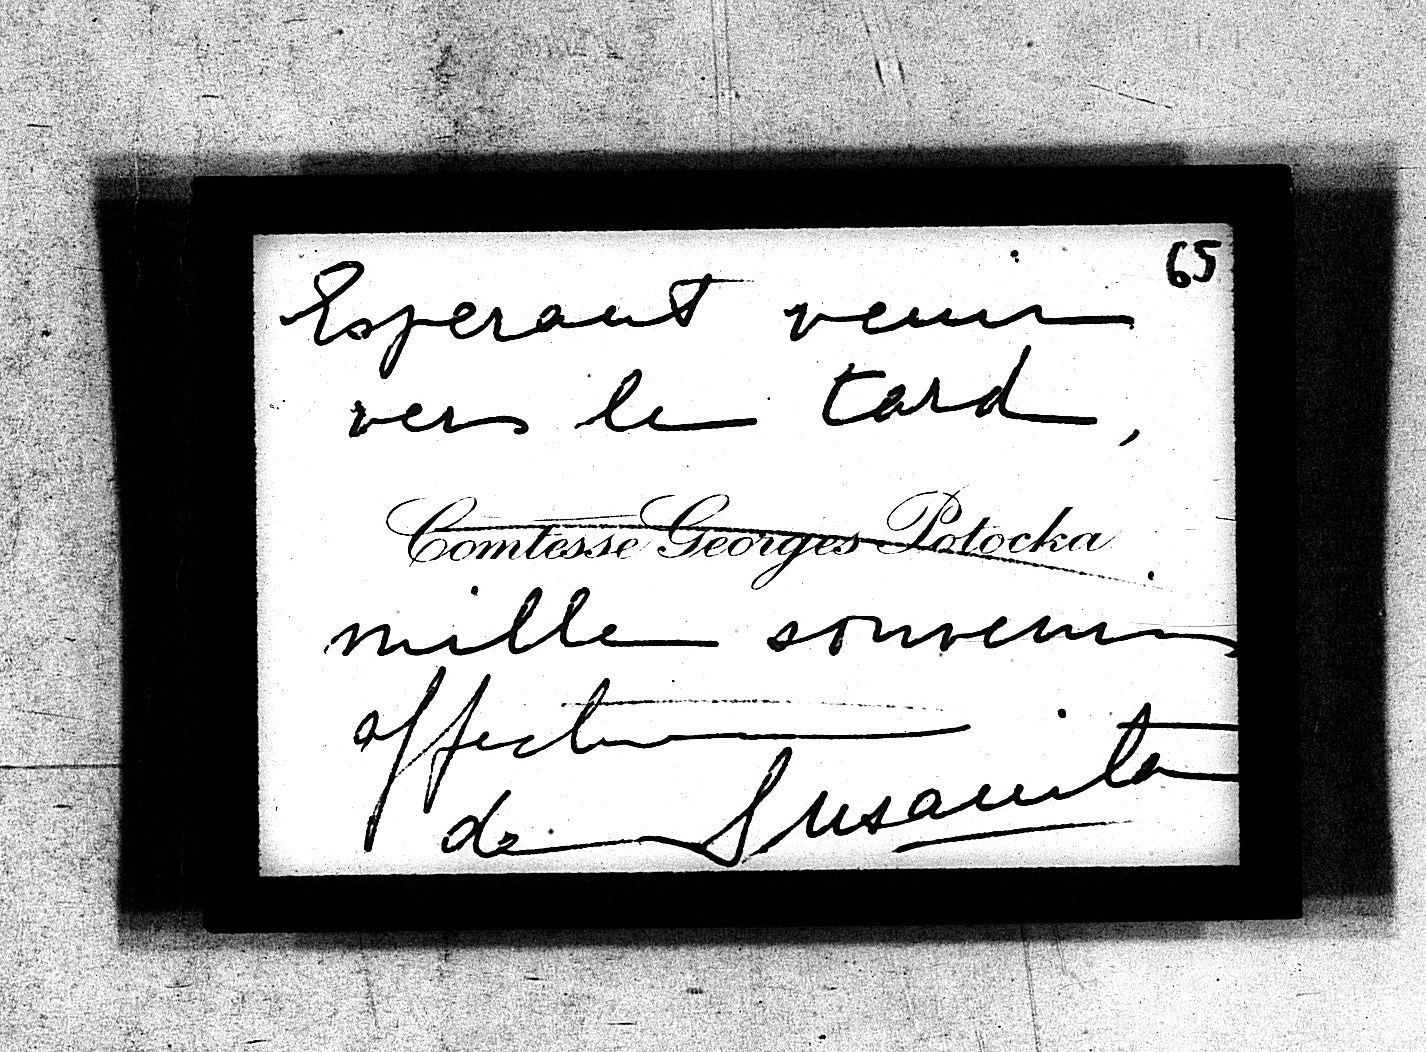 65
Esperant venir
vers le tard,
Comtesse Georges Potocka
mille souvenirs
affectueux
de Susanita